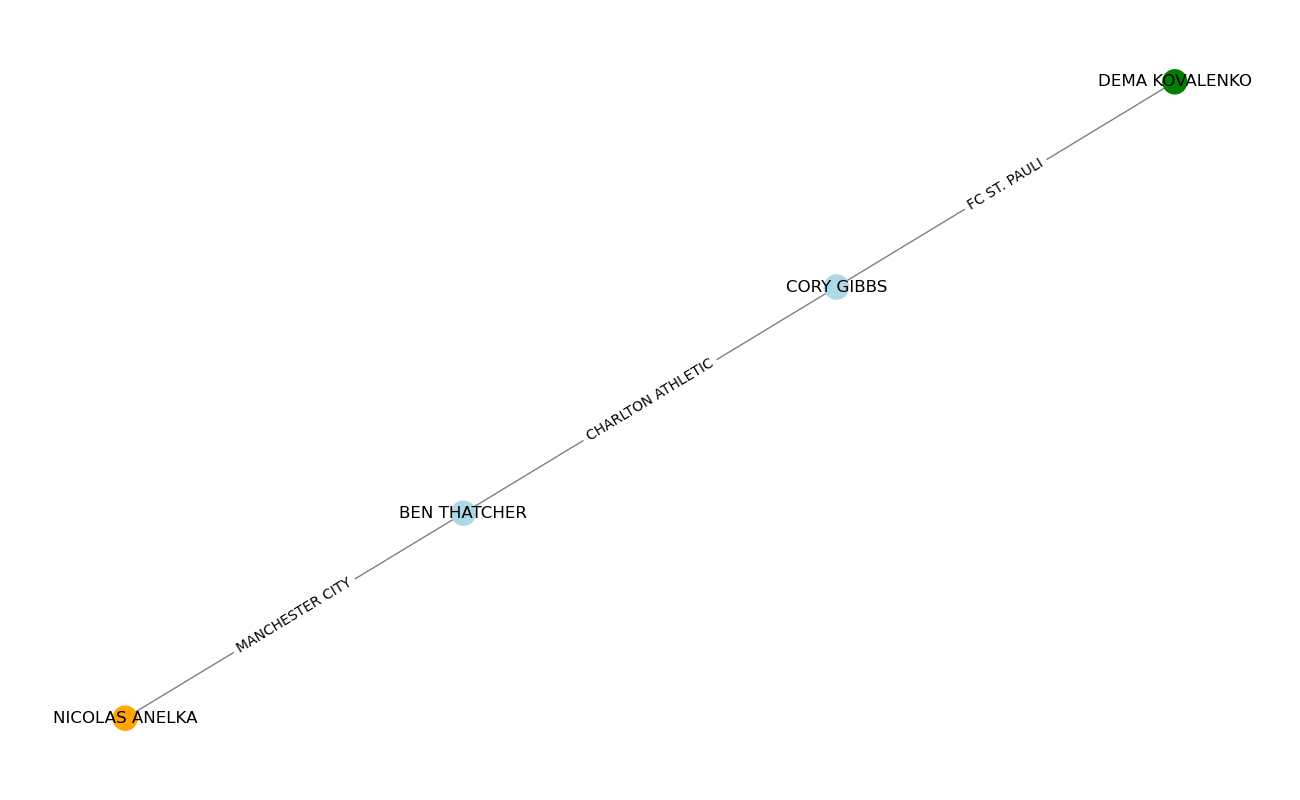 DEMA KOVALENKO
FC ST. PAULI
CORY GIBBS
CHARLTON ATHLETIC
BEN THATCHER
MANCHESTER CITY
NICOLAS ANELKA